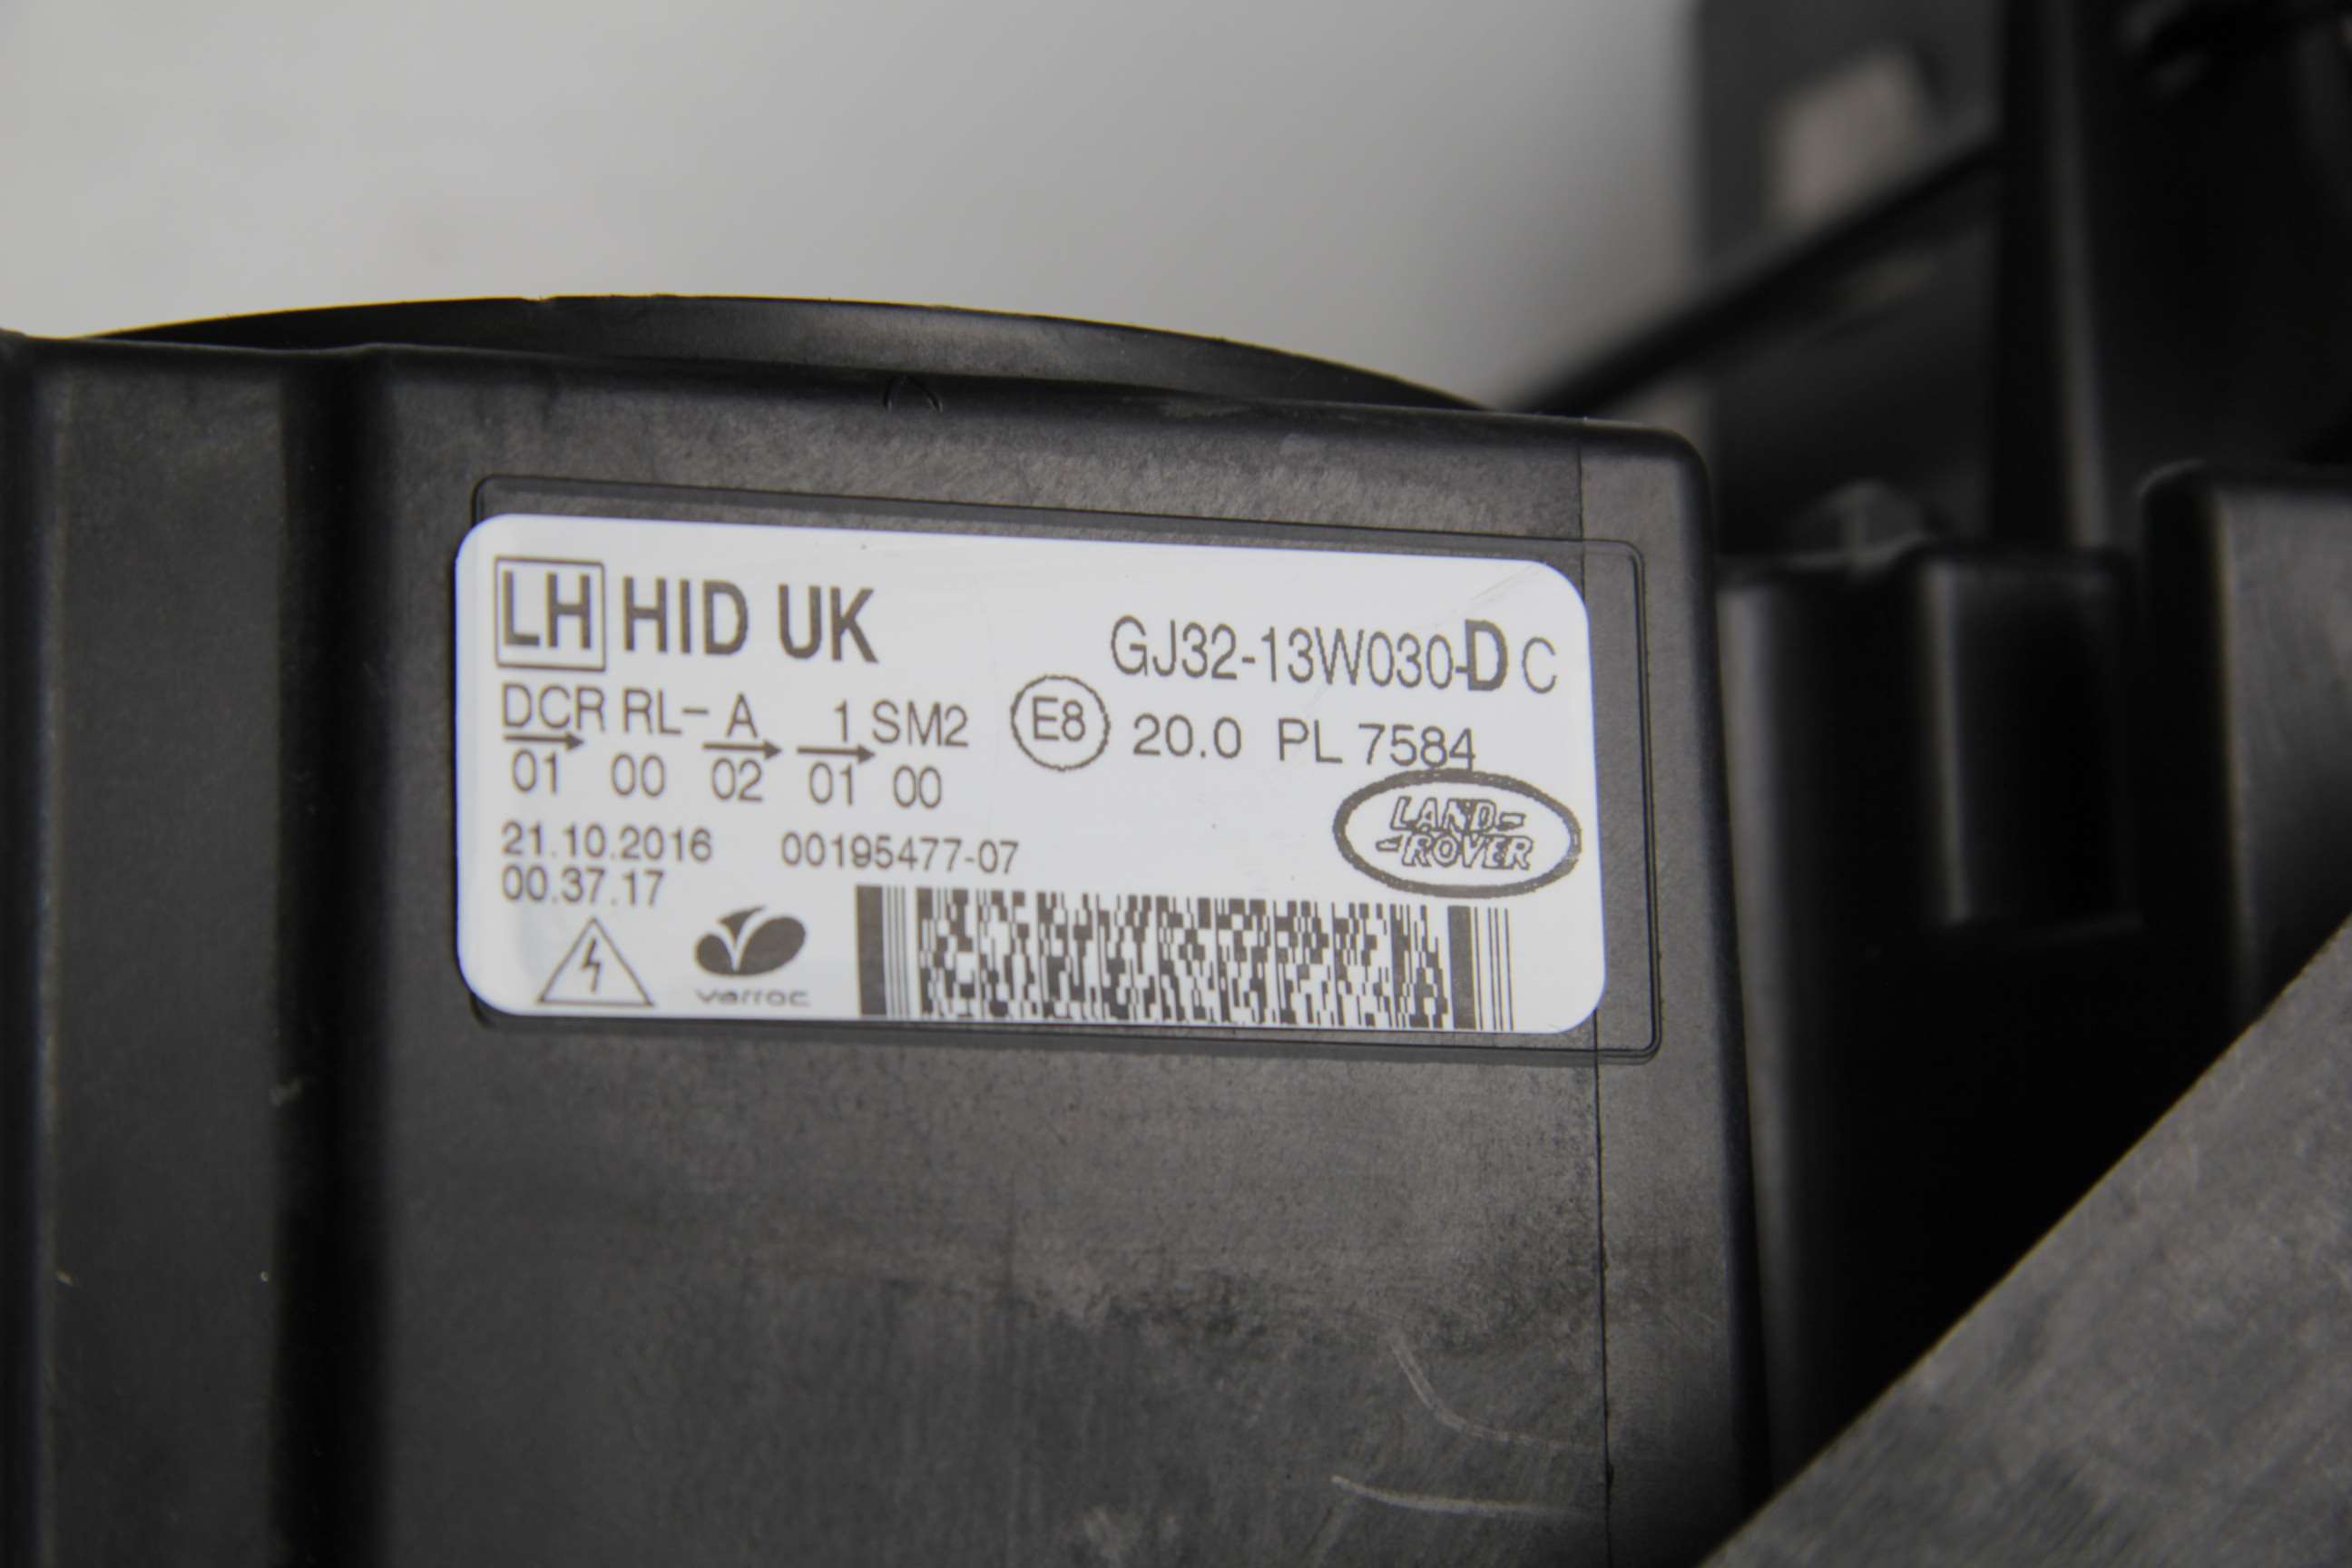 LH HID UK
GJ32-13W030-D C
DCR RL- A 1 SM2
01 00 02 01 00
E8 20.0 PL 7584
21.10.2016 00195477-07
00.37.17
LAND-
-ROVER
varroc